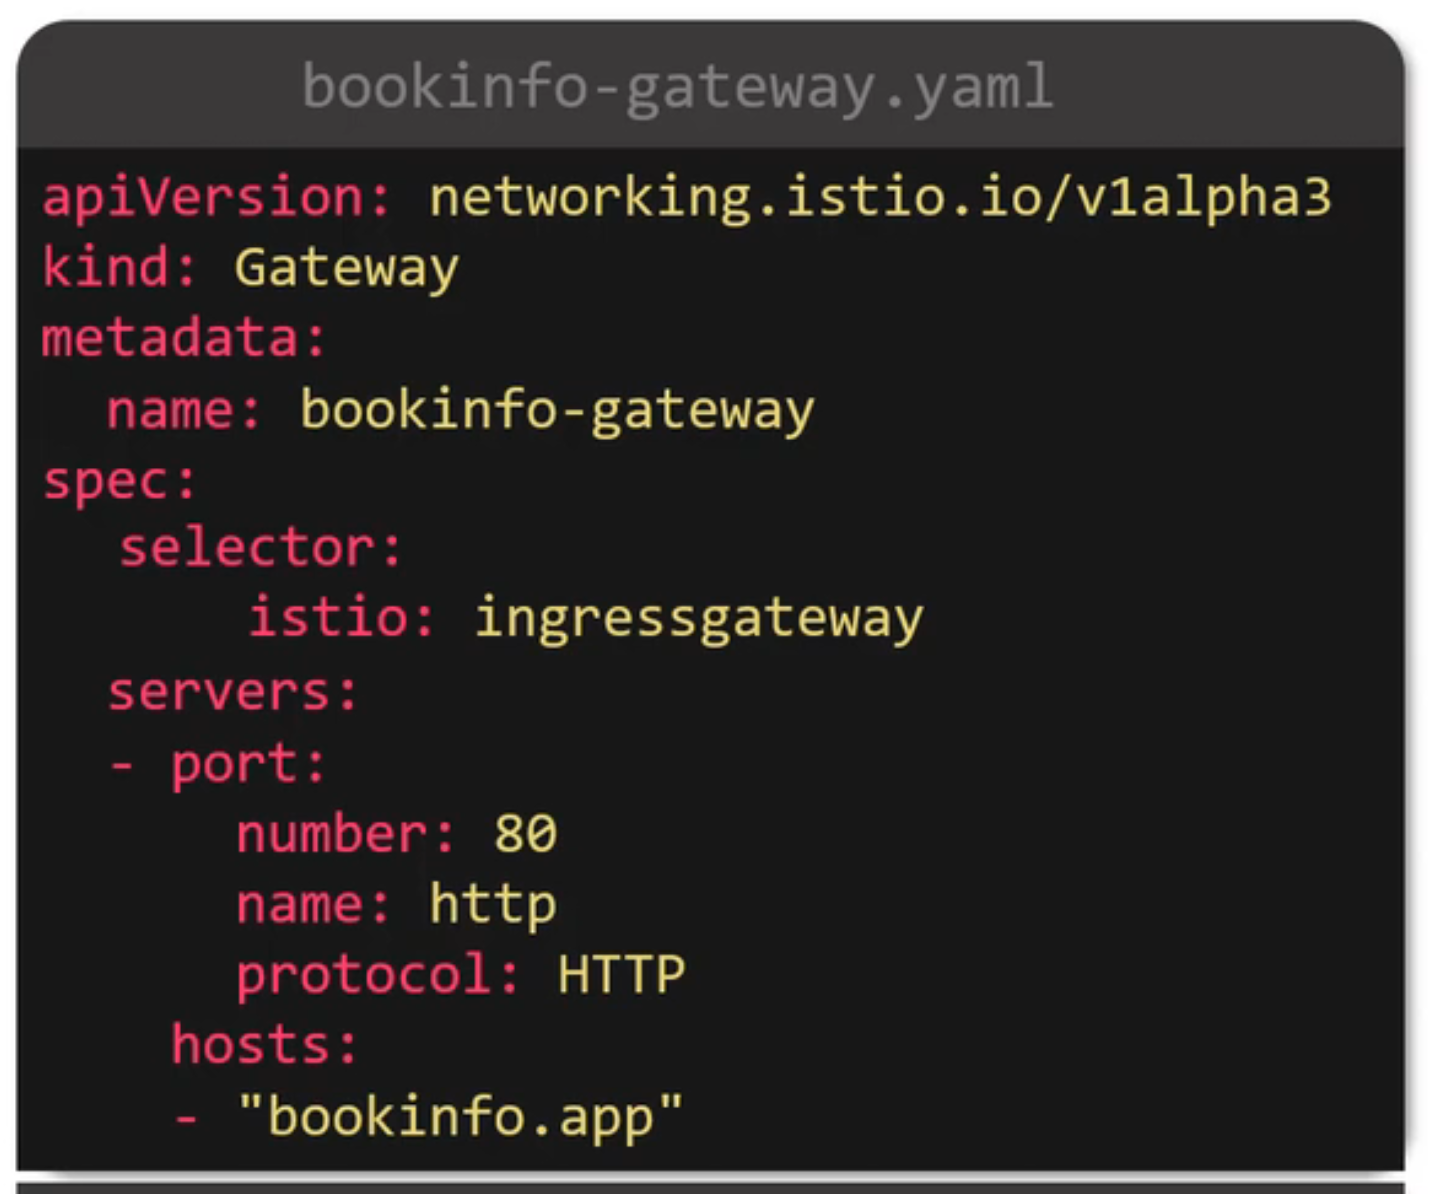 bookinfo-gateway.yaml
apiVersion: networking.istio.io/v1alpha3
kind: Gateway
metadata:
  name: bookinfo-gateway
spec:
  selector:
      istio: ingressgateway
  servers:
  - port:
      number: 80
      name: http
      protocol: HTTP
    hosts:
    - "bookinfo.app"